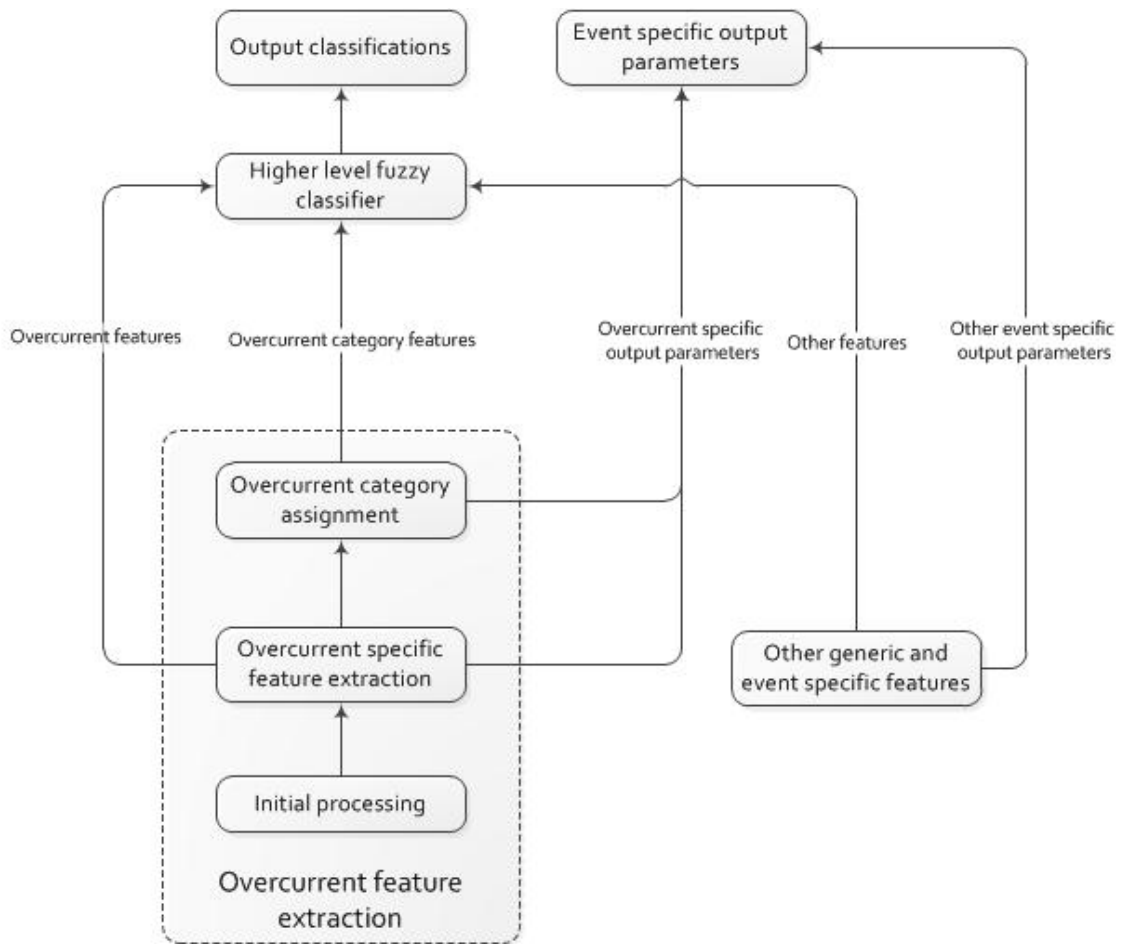 Output classifications
Event specific output
parameters
Higher level fuzzy
classifier
Overcurrent features
Overcurrent category features
Overcurrent specific
output parameters
Other features
Other event specific
output parameters
Overcurrent category
assignment
Overcurrent specific
feature extraction
Other generic and
event specific features
Initial processing
Overcurrent feature
extraction